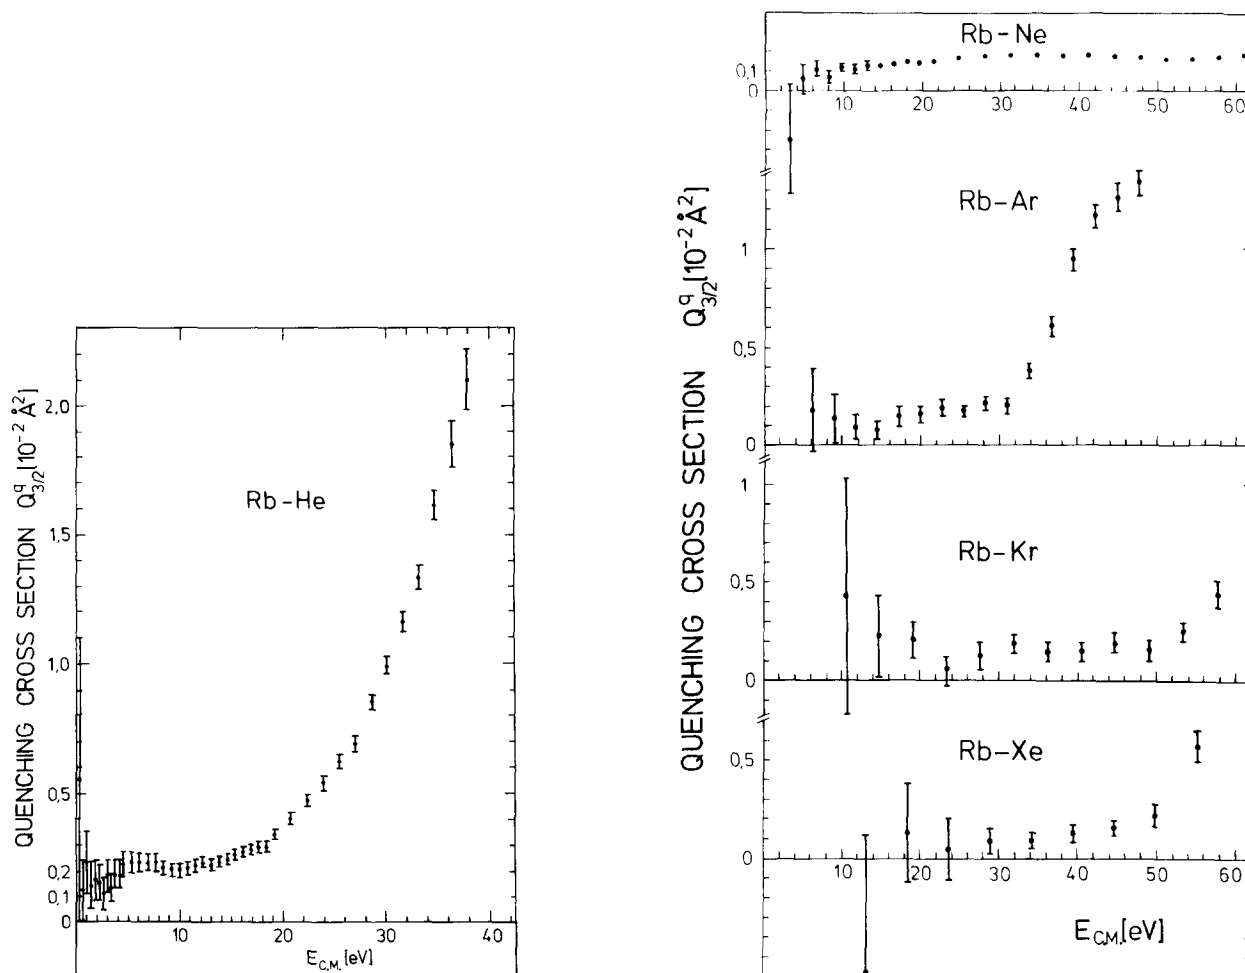 QUENCHING CROSS SECTION Q^q_3/2 [10^-2 Å^2]
2,0
1,5
1,0
0,5
0,2
0,1
0
Rb-He
10 20 30 40
E_C.M. [eV]
QUENCHING CROSS SECTION Q^q_3/2 [10^-2 Å^2]
Rb-Ne
0,1
0
10 20 30 40 50 60
Rb-Ar
1
0,5
0
Rb-Kr
1
0,5
0
Rb-Xe
0,5
0
10 20 30 40 50 60
E_C.M. [eV]